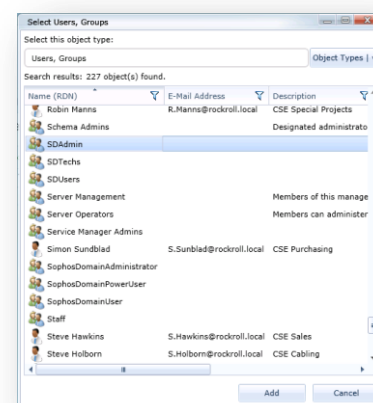 Select Users, Groups
Select this object type:
Users, Groups
Object Types
Search results: 227 object(s) found.
Name (RDN) E-Mail Address Description
Robin Manns R.Manns@rockroll.local CSE Special Projects
Schema Admins Designated administrato
SDAdmin
SDTechs
SDUsers
Server Management Members of this manage
Server Operators Members can administer
Service Manager Admins
Simon Sundblad S.Sunblad@rockroll.local CSE Purchasing
SophosDomainAdministrator
SophosDomainPowerUser
SophosDomainUser
Staff
Steve Hawkins S.Hawkins@rockroll.local CSE Sales
Steve Holborn S.Holborn@rockroll.local CSE Cabling
Add Cancel